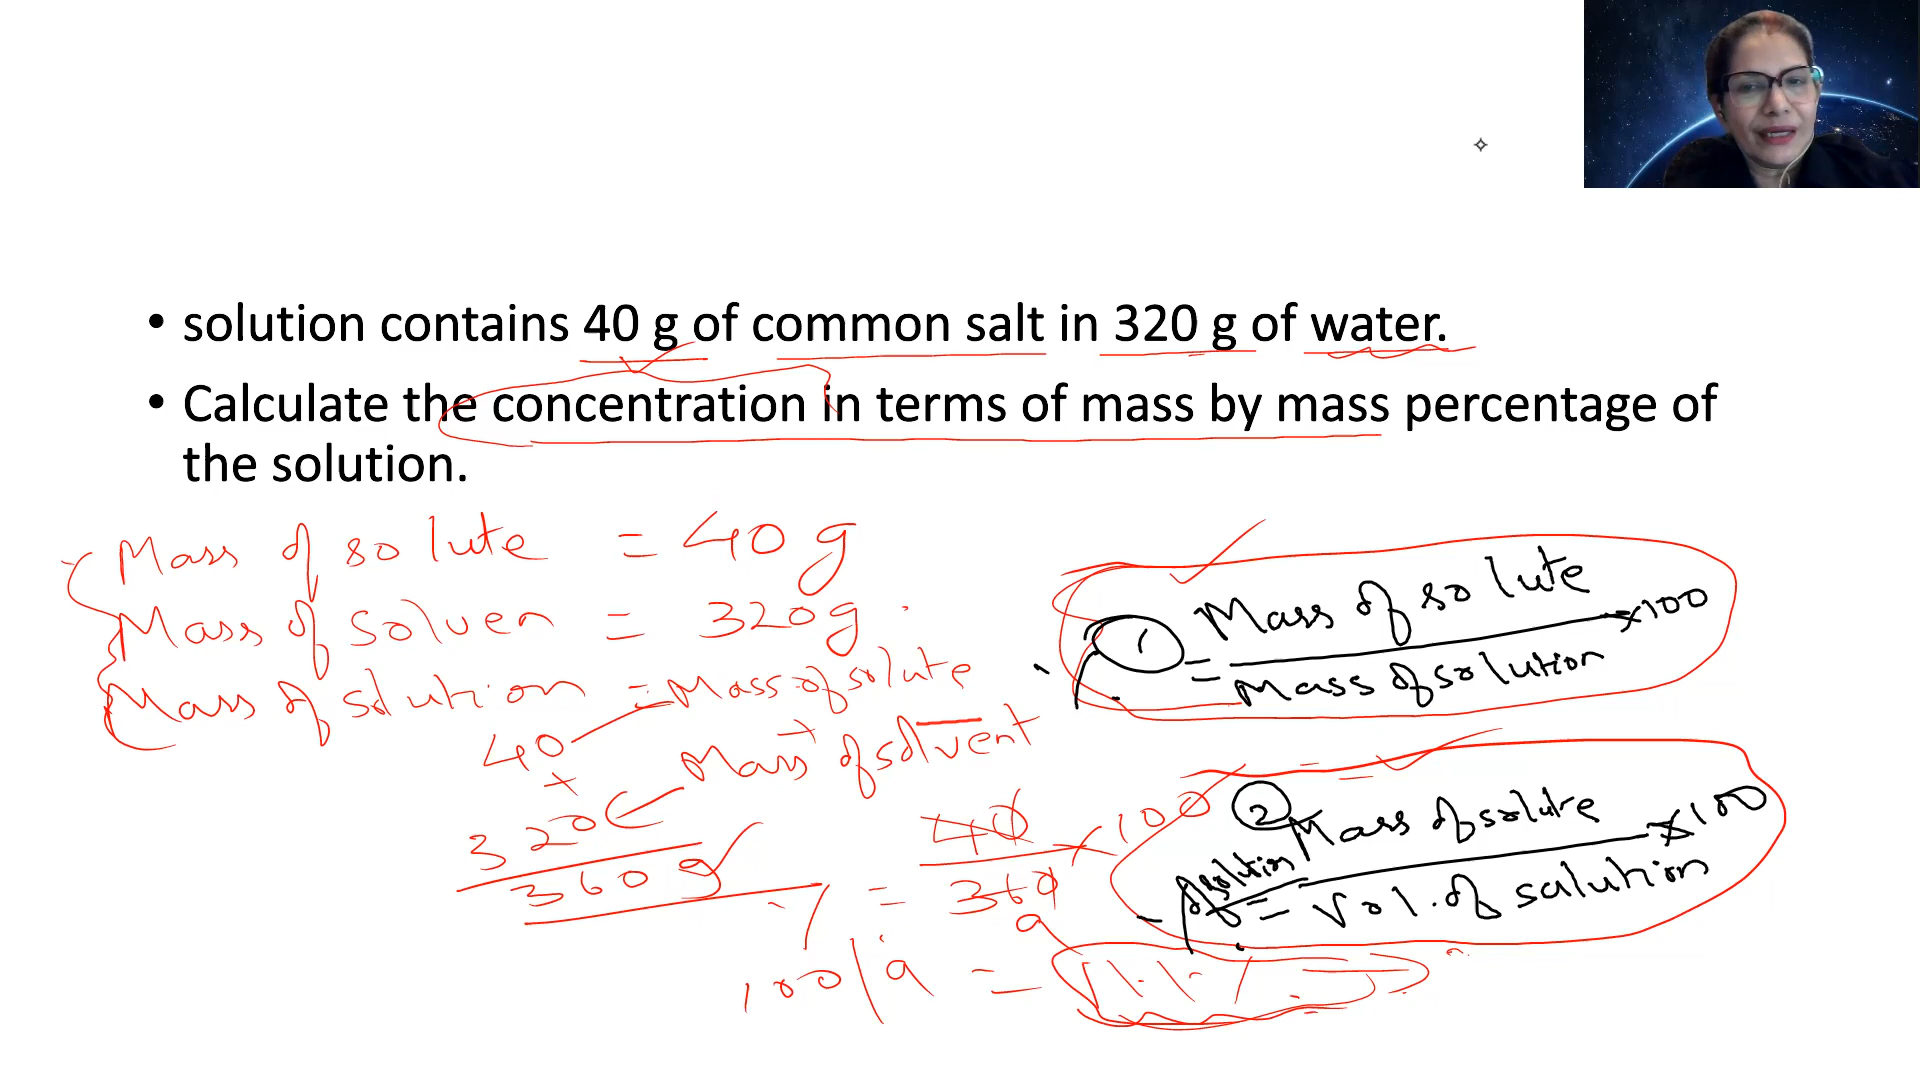 • solution contains 40 g of common salt in 320 g of water.
• Calculate the concentration in terms of mass by mass percentage of
the solution.
Mass of solute = 40 g
Mass of solven = 320g
Mass of solution = Mass of solute
+
Mass of solvent
40
+
320
360 g
= 40 × 100
360
9
100/9 =
1
= Mass of solute × 100
Mass of solution
2
Mass of solute × 100
of solution = Vol. of solution